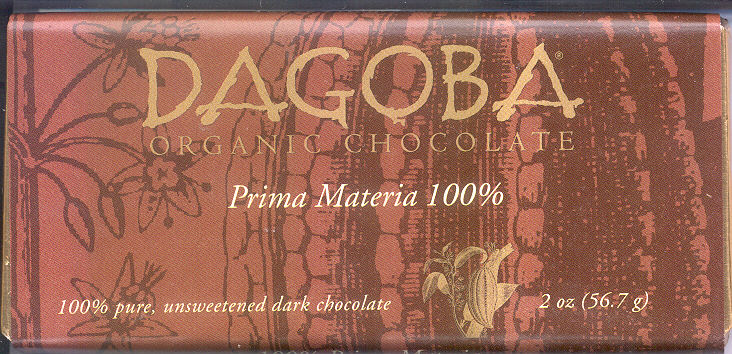 DAGOBA®
ORGANIC CHOCOLATE
Prima Materia 100%
100% pure, unsweetened dark chocolate
2 oz (56.7 g)